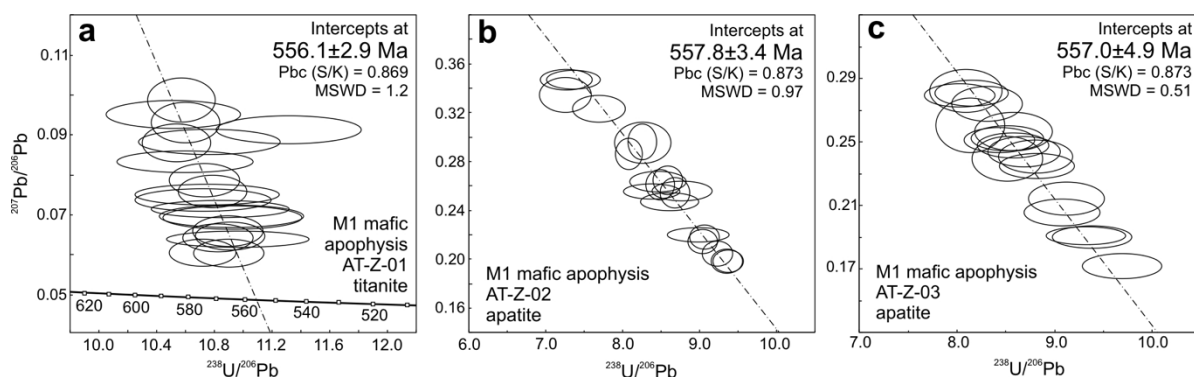 a
Intercepts at
556.1±2.9 Ma
Pbc (S/K) = 0.869
MSWD = 1.2
0.11
0.09
0.07
0.05
²⁰⁷Pb/²⁰⁶Pb
M1 mafic
apophysis
AT-Z-01
titanite
620 600 580 560 540 520
10.0 10.4 10.8 11.2 11.6 12.0
²³⁸U/²⁰⁶Pb
b
Intercepts at
557.8±3.4 Ma
Pbc (S/K) = 0.873
MSWD = 0.97
0.36
0.32
0.28
0.24
0.20
0.16
M1 mafic apophysis
AT-Z-02
apatite
6.0 7.0 8.0 9.0 10.0
²³⁸U/²⁰⁶Pb
c
Intercepts at
557.0±4.9 Ma
Pbc (S/K) = 0.873
MSWD = 0.51
0.29
0.25
0.21
0.17
M1 mafic apophysis
AT-Z-03
apatite
7.0 8.0 9.0 10.0
²³⁸U/²⁰⁶Pb